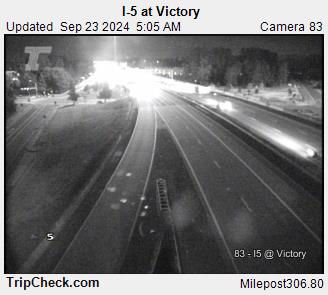 I-5 at Victory
Updated Sep 23 2024 5:05 AM Camera 83
S
83 - I5 @ Victory
TripCheck.com Milepost306.80